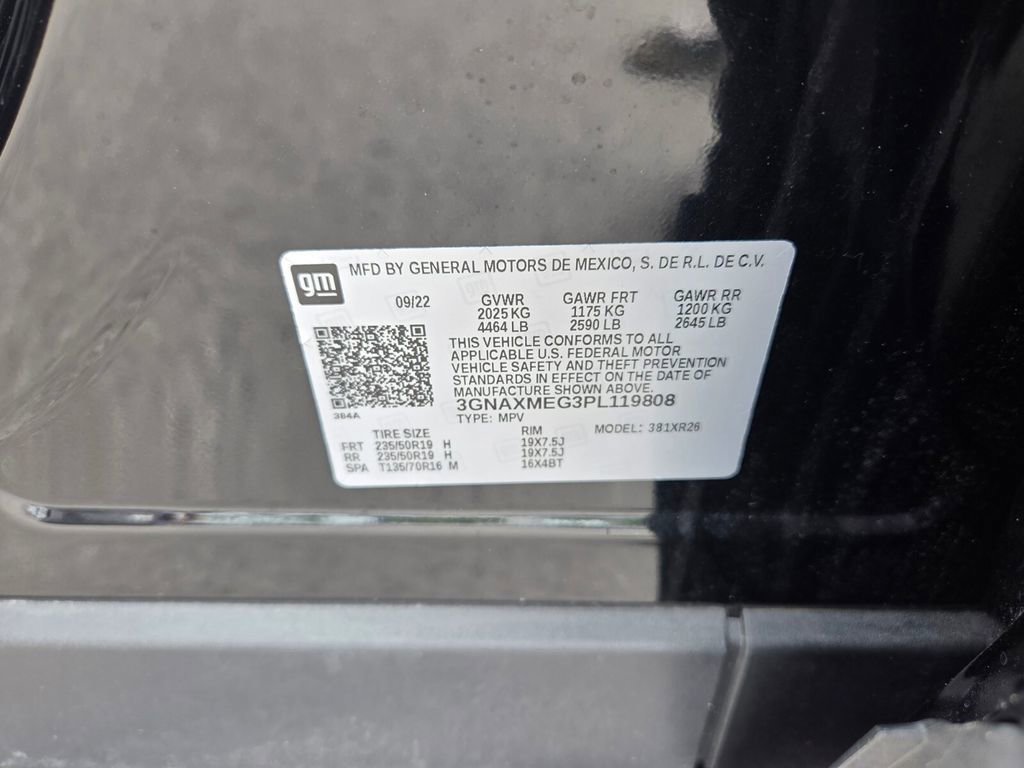 gm MFD BY GENERAL MOTORS DE MEXICO, S. DE R.L. DE C.V.
09/22 GVWR GAWR FRT GAWR RR
2025 KG 1175 KG 1200 KG
4464 LB 2590 LB 2645 LB
THIS VEHICLE CONFORMS TO ALL
APPLICABLE U.S. FEDERAL MOTOR
VEHICLE SAFETY AND THEFT PREVENTION
STANDARDS IN EFFECT ON THE DATE OF
MANUFACTURE SHOWN ABOVE.
384A 3GNAXMEG3PL119808
TYPE: MPV MODEL: 381XR26
TIRE SIZE RIM
FRT 235/50R19 H 19X7.5J
RR 235/50R19 H 19X7.5J
SPA T135/70R16 M 16X4BT